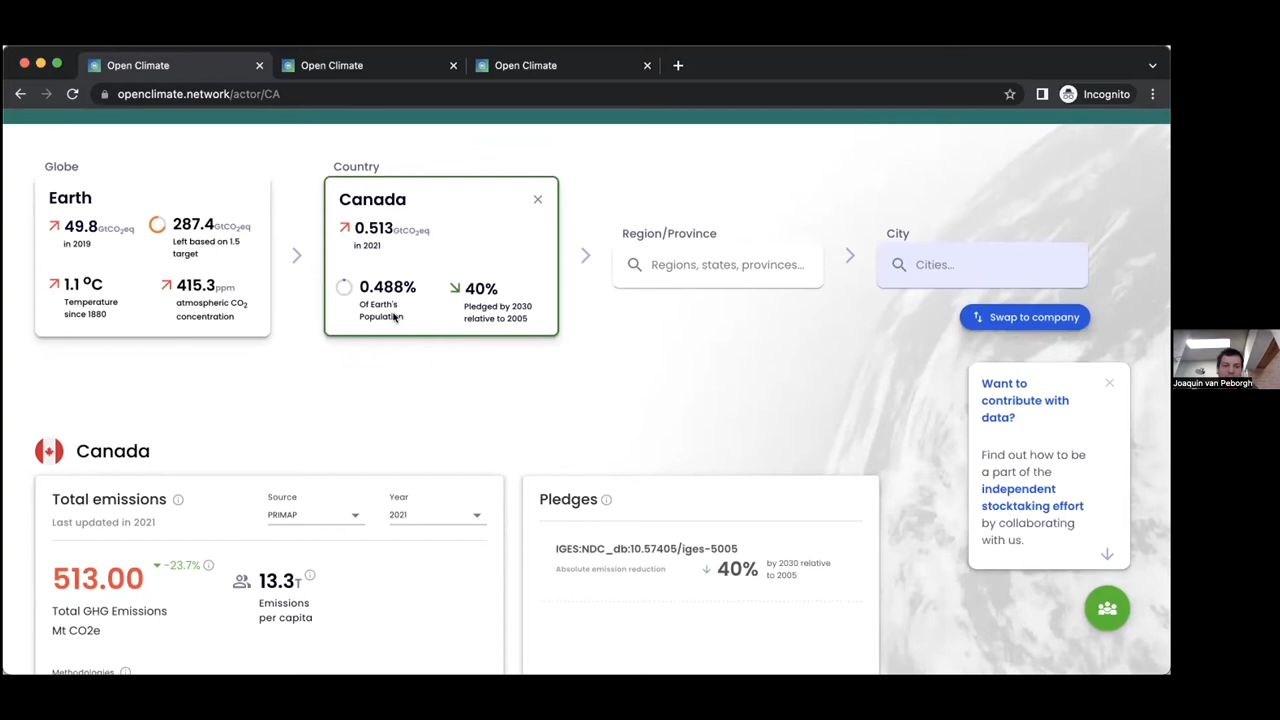 Open Climate
Open Climate
Open Climate
openclimate.network/actor/CA
Incognito
Globe
Earth
49.8GtCO2eq
in 2019
287.4GtCO2eq
Left based on 1.5
target
1.1 ⁰C
Temperature
since 1880
415.3ppm
atmospheric CO2
concentration
Country
Canada
0.513GtCO2eq
in 2021
0.488%
Of Earth's
Population
40%
Pledged by 2030
relative to 2005
Region/Province
Regions, states, provinces...
City
Cities...
Swap to company
Want to
contribute with
data?
Find out how to be
a part of the
independent
stocktaking effort
by collaborating
with us.
Joaquin van Peborgh
Canada
Total emissions
Last updated in 2021
Source
PRIMAP
Year
2021
513.00
-23.7%
Total GHG Emissions
Mt CO2e
13.3T
Emissions
per capita
Methodologies
Pledges
IGES:NDC_db:10.57405/iges-5005
Absolute emission reduction
40%
by 2030 relative
to 2005